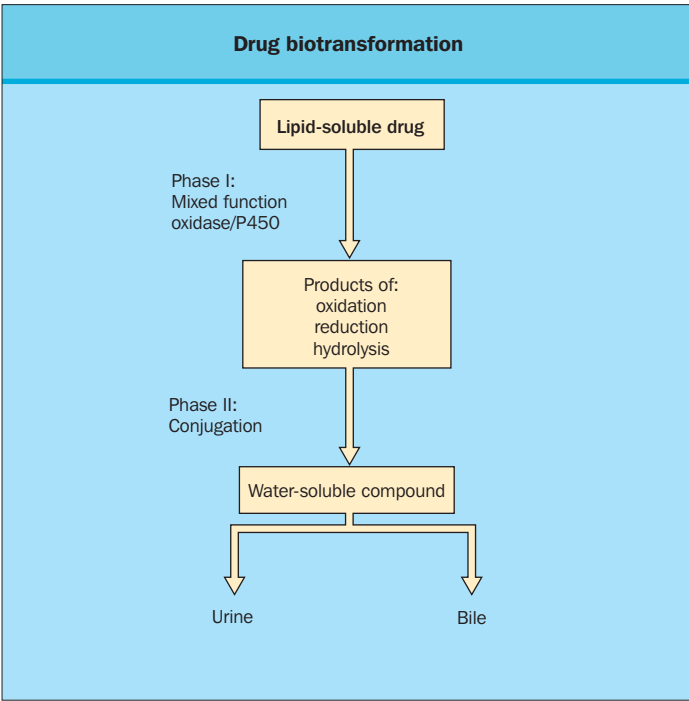 Drug biotransformation
Lipid-soluble drug
Phase I:
Mixed function
oxidase/P450
Products of:
oxidation
reduction
hydrolysis
Phase II:
Conjugation
Water-soluble compound
Urine
Bile